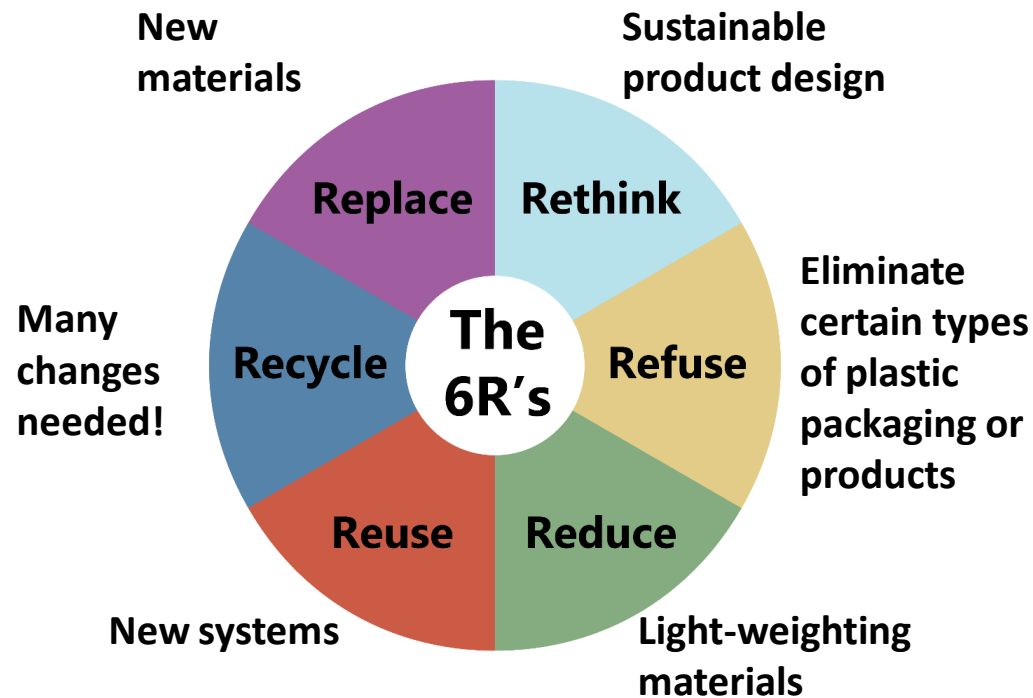 New
materials
Sustainable
product design
Replace
Rethink
Eliminate
certain types
of plastic
packaging or
products
Many
changes
needed!
Recycle
The
6R’s
Refuse
Reuse
Reduce
New systems
Light-weighting
materials